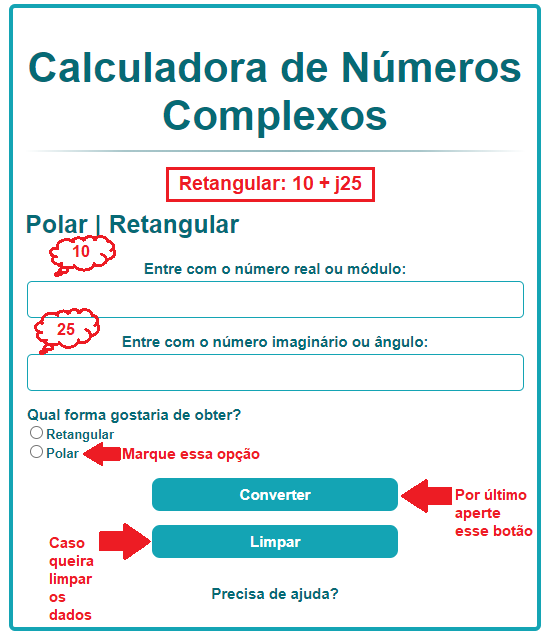 Calculadora de Números
Complexos
Retangular: 10 + j25
Polar | Retangular
10
Entre com o número real ou módulo:
25
Entre com o número imaginário ou ângulo:
Qual forma gostaria de obter?
Retangular
Polar
Marque essa opção
Converter
Por último
aperte
esse botão
Limpar
Caso
queira
limpar
os
dados
Precisa de ajuda?